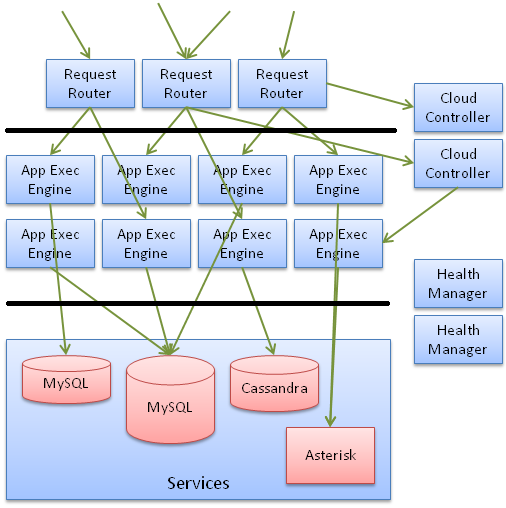 Request
Router
Request
Router
Request
Router
Cloud
Controller
Cloud
Controller
App Exec
Engine
App Exec
Engine
App Exec
Engine
App Exec
Engine
App Exec
Engine
App Exec
Engine
App Exec
Engine
App Exec
Engine
Health
Manager
Health
Manager
MySQL
MySQL
Cassandra
Asterisk
Services